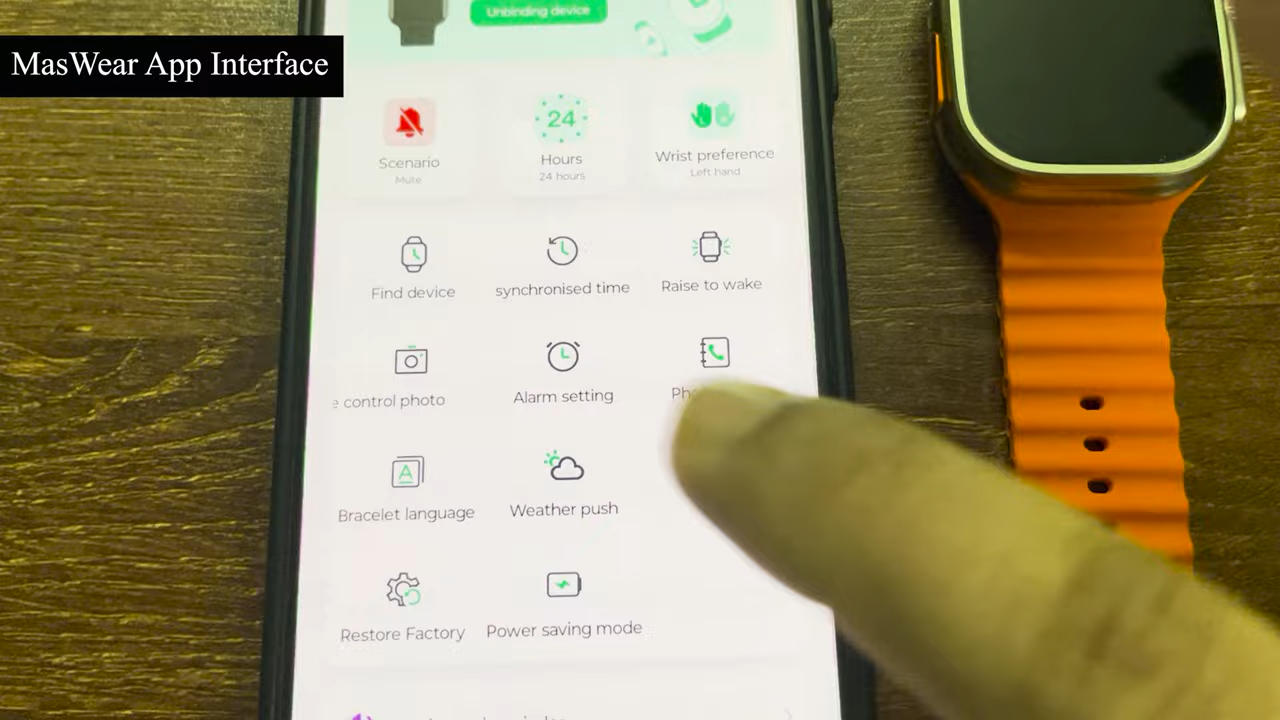 Unbinding device
MasWear App Interface
24
Scenario
Mute
Hours
24 hours
Wrist preference
Left hand
Find device
synchronised time
Raise to wake
control photo
Alarm setting
A
Bracelet language
Weather push
Restore Factory
Power saving mode